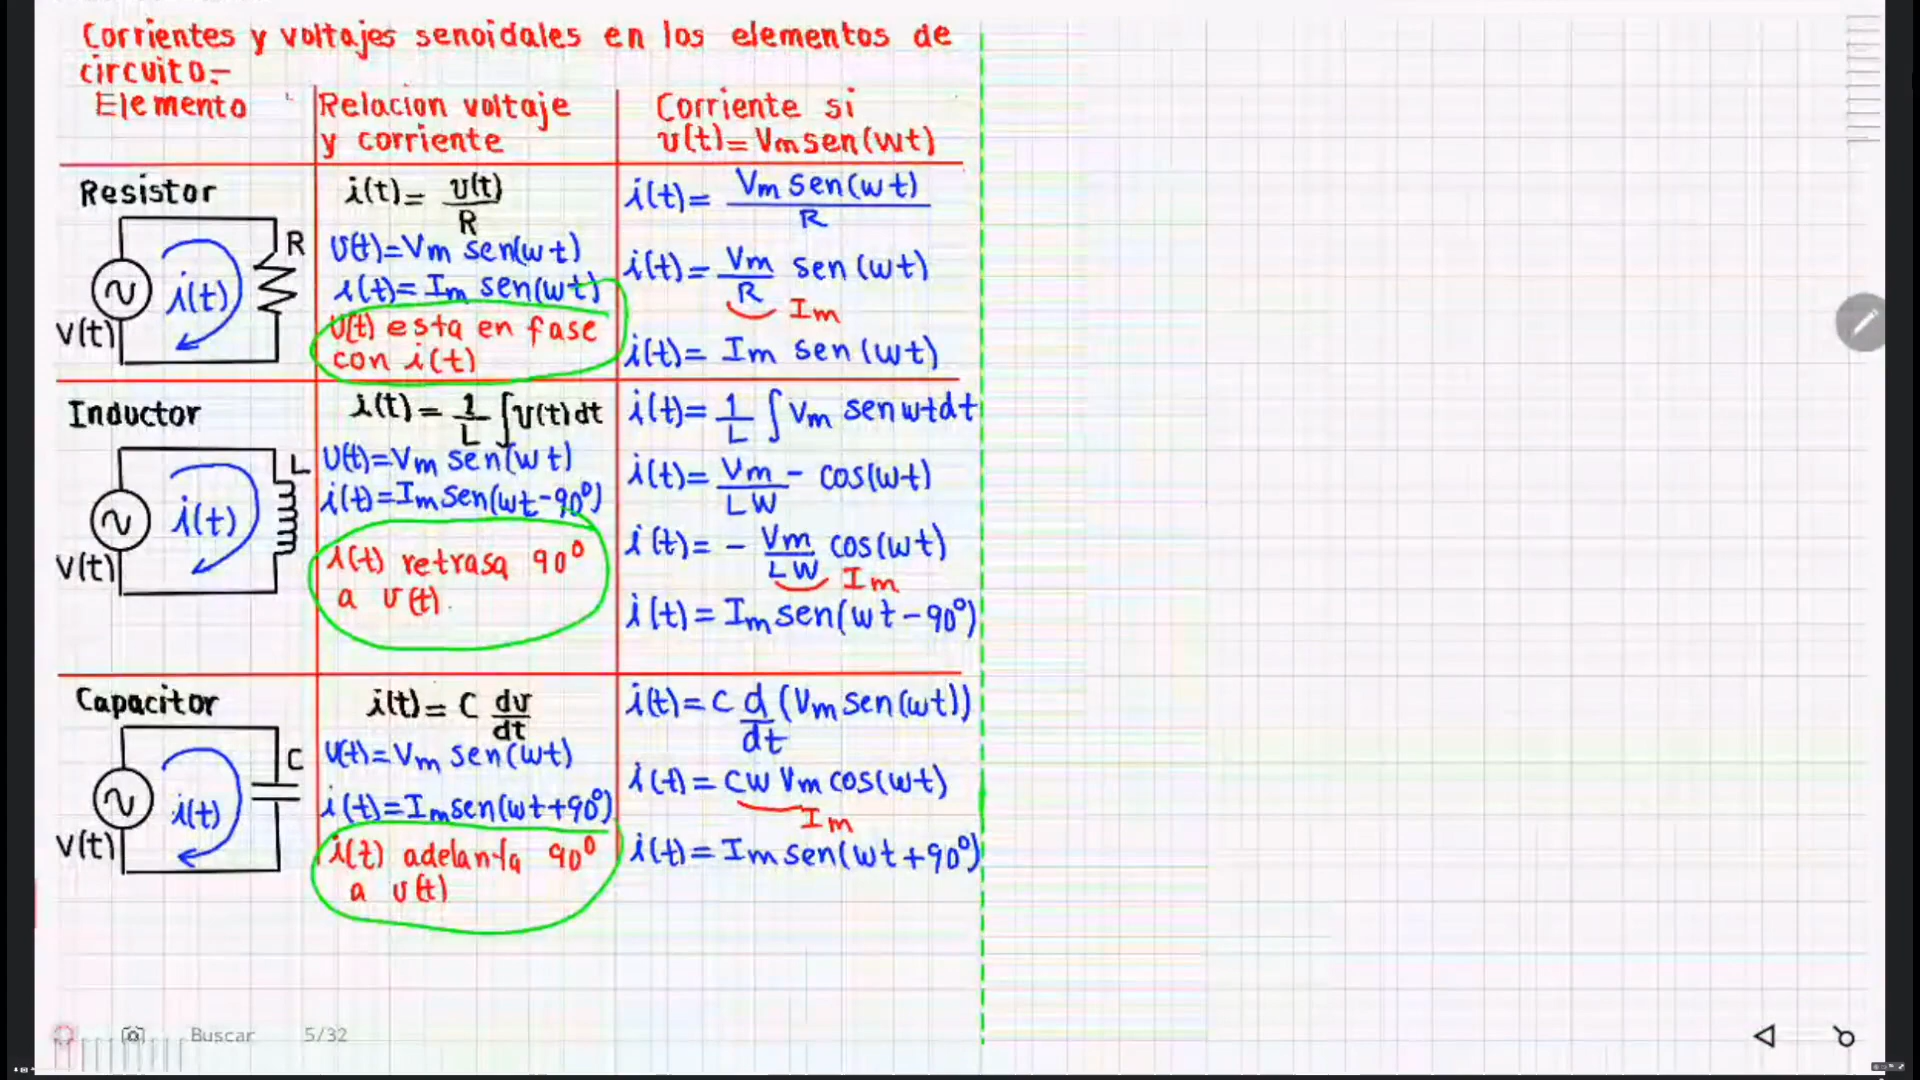 Corrientes y voltajes senoidales en los elementos de
circuito.-
Elemento
Relacion voltaje
y corriente
Corriente si
v(t)=Vmsen(wt)
Resistor
R
i(t)
V(t)
i(t)= v(t)/R
v(t)=Vm sen(wt)
i(t)=Im sen(wt)
v(t) esta en fase
con i(t)
i(t)= Vm sen(wt)/R
i(t)= Vm/R sen(wt)
Im
i(t)= Im sen(wt)
Inductor
L
i(t)
V(t)
i(t)= 1/L ∫v(t)dt
v(t)=Vm sen(wt)
i(t)=Im sen(wt-90°)
i(t) retrasa 90°
a v(t).
i(t)= 1/L ∫ Vm senwtdt
i(t)= Vm/LW - cos(wt)
i(t)= - Vm/LW cos(wt)
Im
i(t)= Im sen(wt-90°)
Capacitor
C
i(t)
V(t)
i(t)= C dv/dt
v(t)=Vm sen(wt)
i(t)=Im sen(wt+90°)
i(t) adelanta 90°
a v(t)
i(t)= C d/dt (Vm sen(wt))
i(t)= CW Vm cos(wt)
Im
i(t)= Im sen(wt+90°)
Buscar 5/32